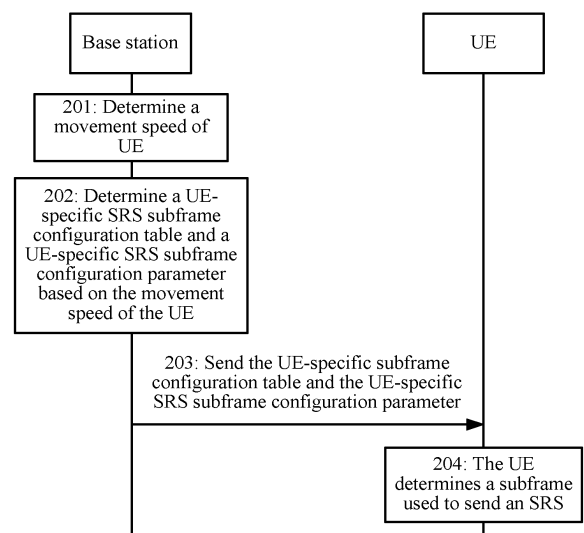 Base station
UE
201: Determine a
movement speed of
UE
202: Determine a UE-
specific SRS subframe
configuration table and a
UE-specific SRS subframe
configuration parameter
based on the movement
speed of the UE
203: Send the UE-specific subframe
configuration table and the UE-specific
SRS subframe configuration parameter
204: The UE
determines a subframe
used to send an SRS